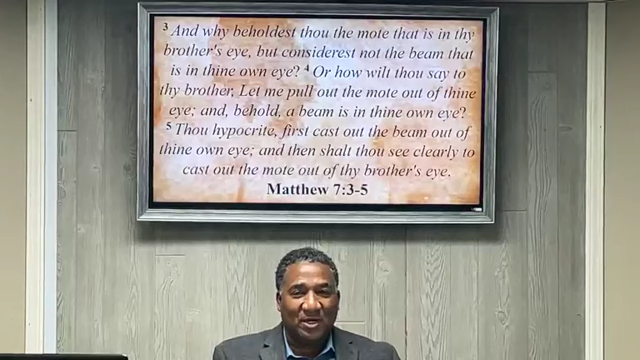 3 And why beholdest thou the mote that is in thy
brother's eye, but considerest not the beam that
is in thine own eye? 4 Or how wilt thou say to
thy brother, Let me pull out the mote out of thine
eye; and, behold, a beam is in thine own eye?
5 Thou hypocrite, first cast out the beam out of
thine own eye; and then shalt thou see clearly to
cast out the mote out of thy brother's eye.
Matthew 7:3-5